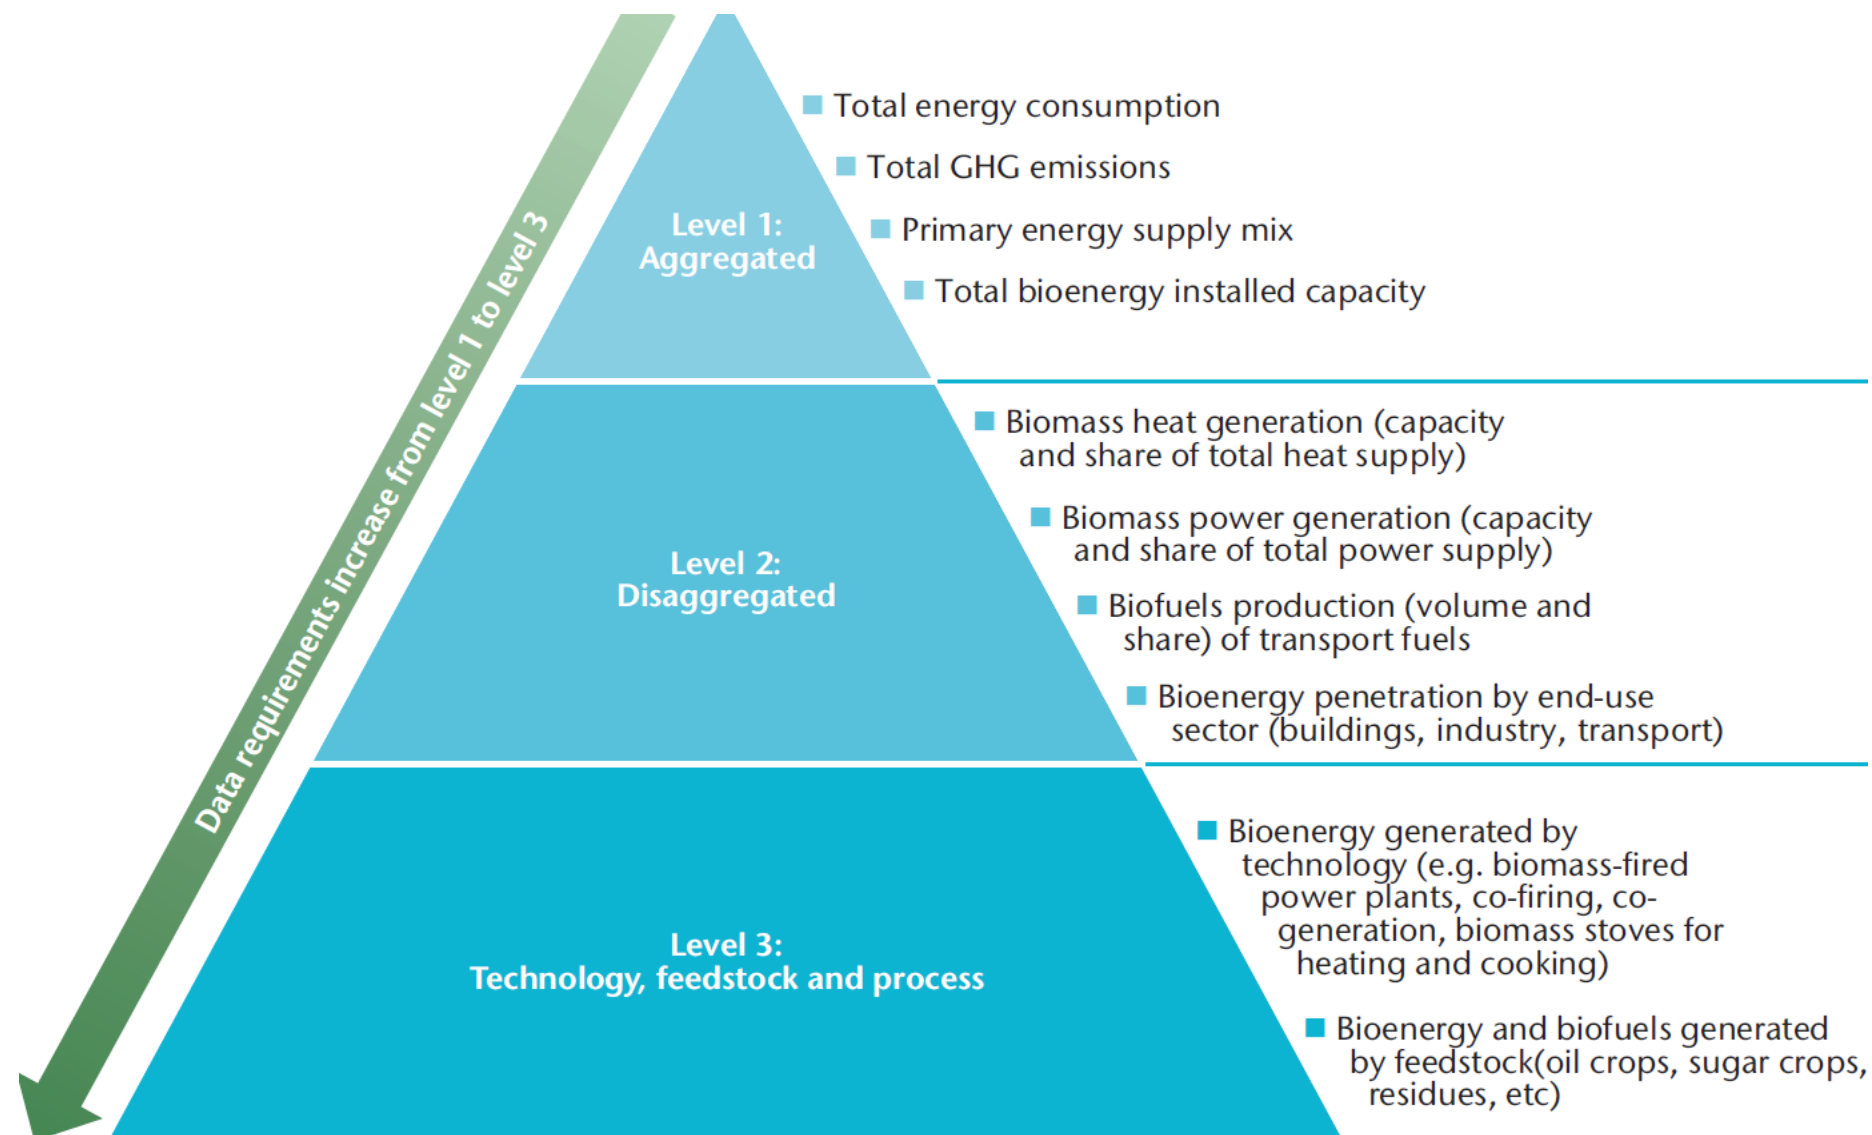 Data requirements increase from level 1 to level 3
Level 1:
Aggregated
Total energy consumption
Total GHG emissions
Primary energy supply mix
Total bioenergy installed capacity
Level 2:
Disaggregated
Biomass heat generation (capacity
and share of total heat supply)
Biomass power generation (capacity
and share of total power supply)
Biofuels production (volume and
share) of transport fuels
Bioenergy penetration by end-use
sector (buildings, industry, transport)
Level 3:
Technology, feedstock and process
Bioenergy generated by
technology (e.g. biomass-fired
power plants, co-firing, co-
generation, biomass stoves for
heating and cooking)
Bioenergy and biofuels generated
by feedstock(oil crops, sugar crops,
residues, etc)